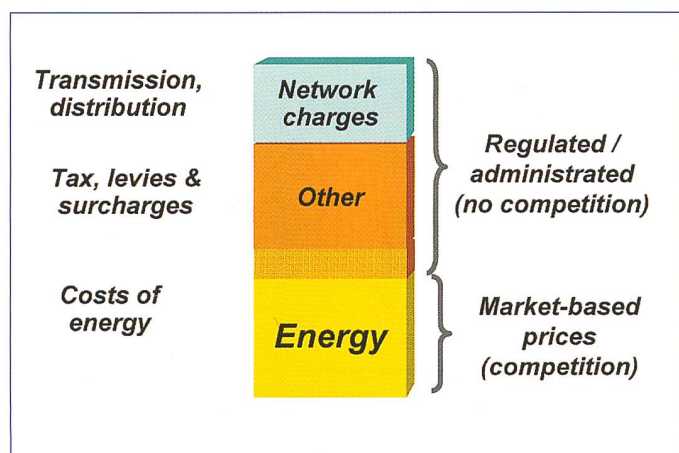 Transmission,
distribution
Network
charges
Regulated /
administrated
(no competition)
Tax, levies &
surcharges
Other
Costs of
energy
Energy
Market-based
prices
(competition)